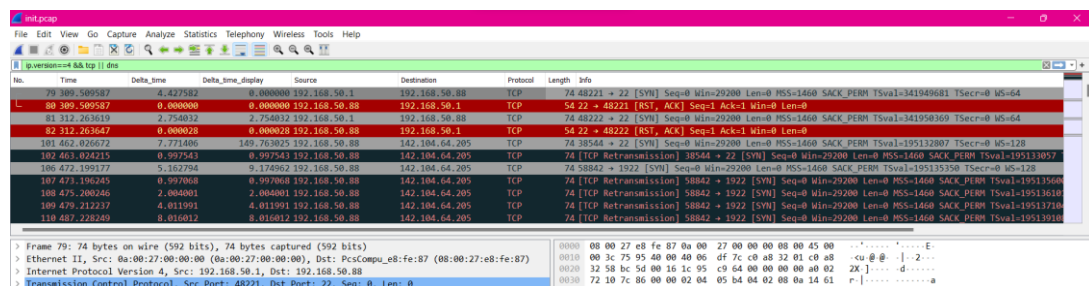 init.pcap
File Edit View Go Capture Analyze Statistics Telephony Wireless Tools Help
ip.version==4 && tcp || dns
No. Time Delta_time Delta_time_display Source Destination Protocol Length Info
79 309.509587 4.427582 0.000000 192.168.50.1 192.168.50.88 TCP 74 48221 → 22 [SYN] Seq=0 Win=29200 Len=0 MSS=1460 SACK_PERM TSval=341949681 TSecr=0 WS=64
80 309.509587 0.000000 0.000000 192.168.50.88 192.168.50.1 TCP 54 22 → 48221 [RST, ACK] Seq=1 Ack=1 Win=0 Len=0
81 312.263619 2.754032 2.754032 192.168.50.1 192.168.50.88 TCP 74 48222 → 22 [SYN] Seq=0 Win=29200 Len=0 MSS=1460 SACK_PERM TSval=341950369 TSecr=0 WS=64
82 312.263647 0.000028 0.000028 192.168.50.88 192.168.50.1 TCP 54 22 → 48222 [RST, ACK] Seq=1 Ack=1 Win=0 Len=0
101 462.026672 7.771406 149.763025 192.168.50.88 142.104.64.205 TCP 74 38544 → 22 [SYN] Seq=0 Win=29200 Len=0 MSS=1460 SACK_PERM TSval=195132807 TSecr=0 WS=128
102 463.024215 0.997543 0.997543 192.168.50.88 142.104.64.205 TCP 74 [TCP Retransmission] 38544 → 22 [SYN] Seq=0 Win=29200 Len=0 MSS=1460 SACK_PERM TSval=195133057
106 472.199177 5.162794 9.174962 192.168.50.88 142.104.64.205 TCP 74 58842 → 1922 [SYN] Seq=0 Win=29200 Len=0 MSS=1460 SACK_PERM TSval=195135350 TSecr=0 WS=128
107 473.196245 0.997068 0.997068 192.168.50.88 142.104.64.205 TCP 74 [TCP Retransmission] 58842 → 1922 [SYN] Seq=0 Win=29200 Len=0 MSS=1460 SACK_PERM TSval=19513560
108 475.200246 2.004001 2.004001 192.168.50.88 142.104.64.205 TCP 74 [TCP Retransmission] 58842 → 1922 [SYN] Seq=0 Win=29200 Len=0 MSS=1460 SACK_PERM TSval=19513610
109 479.212237 4.011991 4.011991 192.168.50.88 142.104.64.205 TCP 74 [TCP Retransmission] 58842 → 1922 [SYN] Seq=0 Win=29200 Len=0 MSS=1460 SACK_PERM TSval=19513710
110 487.228249 8.016012 8.016012 192.168.50.88 142.104.64.205 TCP 74 [TCP Retransmission] 58842 → 1922 [SYN] Seq=0 Win=29200 Len=0 MSS=1460 SACK_PERM TSval=19513910
> Frame 79: 74 bytes on wire (592 bits), 74 bytes captured (592 bits)
> Ethernet II, Src: 0a:00:27:00:00:00 (0a:00:27:00:00:00), Dst: PcsCompu_e8:fe:87 (08:00:27:e8:fe:87)
> Internet Protocol Version 4, Src: 192.168.50.1, Dst: 192.168.50.88
> Transmission Control Protocol, Src Port: 48221, Dst Port: 22, Seq: 0, Len: 0
0000 08 00 27 e8 fe 87 0a 00 27 00 00 00 08 00 45 00 ··'····· '·····E·
0010 00 3c 75 95 40 00 40 06 df 7c c0 a8 32 01 c0 a8 ·<u·@·@· ·|··2···
0020 32 58 bc 5d 00 16 1c 95 c9 64 00 00 00 00 a0 02 2X·]···· ·d······
0030 72 10 7c 86 00 00 02 04 05 b4 04 02 08 0a 14 61 r·|····· ·······a